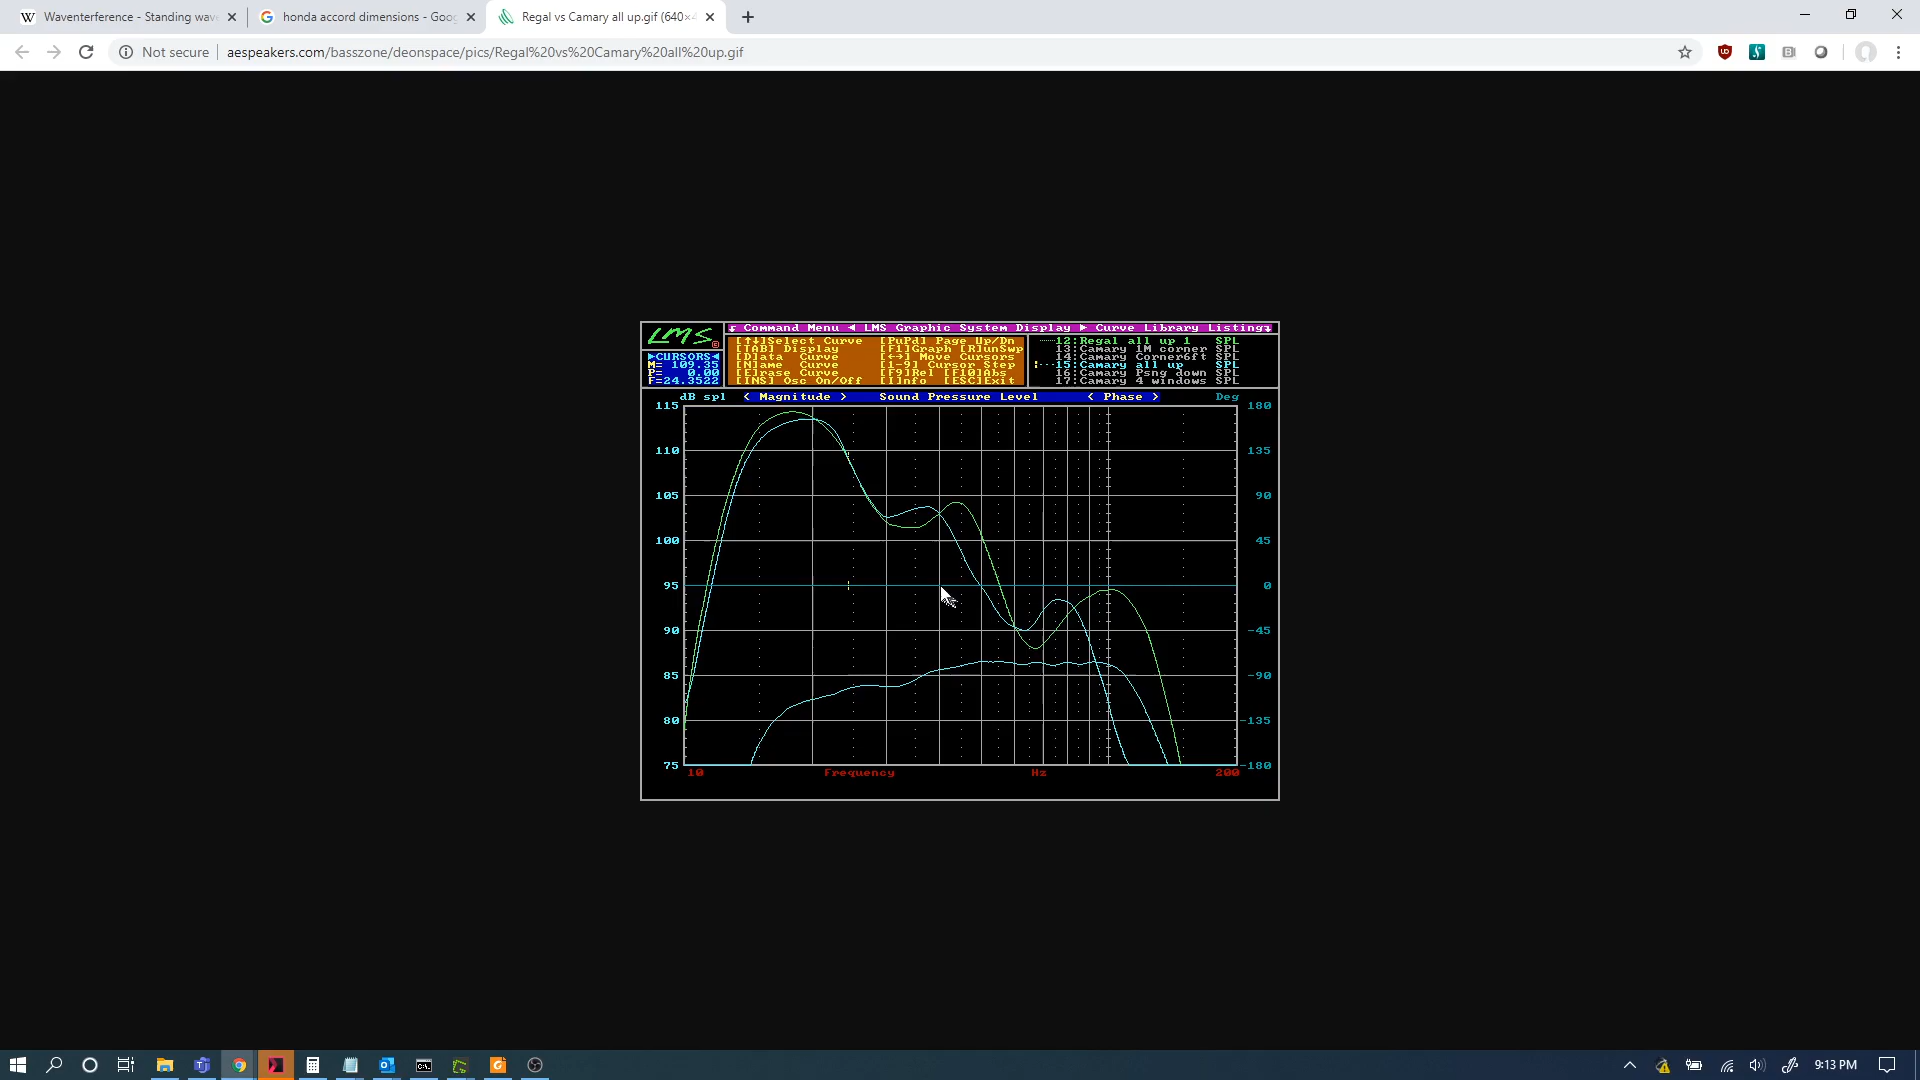 Waventerference - Standing wav
honda accord dimensions - Goog
Regal vs Camary all up.gif (640×4
Not secure
aespeakers.com/basszone/deonspace/pics/Regal%20vs%20Camary%20all%20up.gif
LMS
Command Menu ◄ LMS Graphic System Display ► Curve Library Listing
[↑↓]Select Curve [PuPd] Page Up/Dn
[TAB] Display [F1]Graph [R]unSwp
[D]ata Curve [←→] Move Cursors
[N]ame Curve [1-9] Cursor Step
[E]rase Curve [F9]Rel [F10]Abs
[INS] Osc On/Off [I]nfo [ESC]Exit
►CURSORS◄
M= 109.35
P= 0.00
F=24.3522
12:Regal all up 1 SPL
13:Camary 1M corner SPL
14:Camary Corner6ft SPL
15:Camary all up SPL
16:Camary Psng down SPL
17:Camary 4 windows SPL
dB spl < Magnitude > Sound Pressure Level < Phase > Deg
115 180
110 135
105 90
100 45
95 0
90 -45
85 -90
80 -135
75 -180
10 Frequency Hz 200
9:13 PM